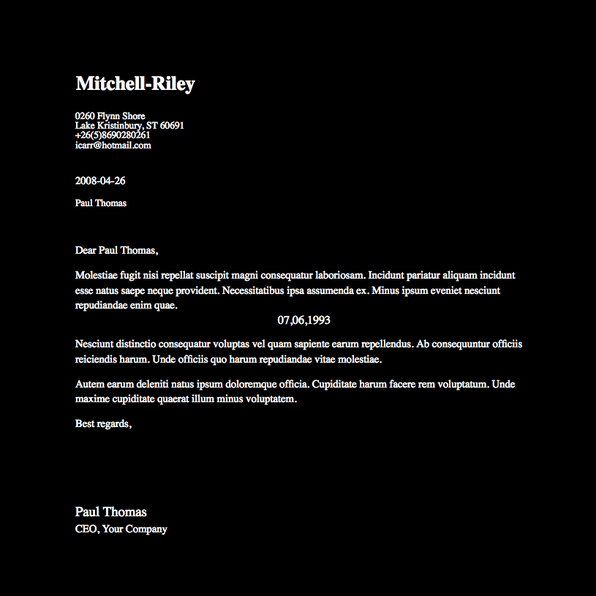 Mitchell-Riley
0260 Flynn Shore
Lake Kristinbury, ST 60691
+26(5)8690280261
icarr@hotmail.com
2008-04-26
Paul Thomas
Dear Paul Thomas,
Molestiae fugit nisi repellat suscipit magni consequatur laboriosam. Incidunt pariatur aliquam incidunt
esse natus saepe neque provident. Necessitatibus ipsa assumenda ex. Minus ipsum eveniet nesciunt
repudiandae enim quae.
07,06,1993
Nesciunt distinctio consequatur voluptas vel quam sapiente earum repellendus. Ab consequuntur officiis
reiciendis harum. Unde officiis quo harum repudiandae vitae molestiae.
Autem earum deleniti natus ipsum doloremque officia. Cupiditate harum facere rem voluptatum. Unde
maxime cupiditate quaerat illum minus voluptatem.
Best regards,
Paul Thomas
CEO, Your Company